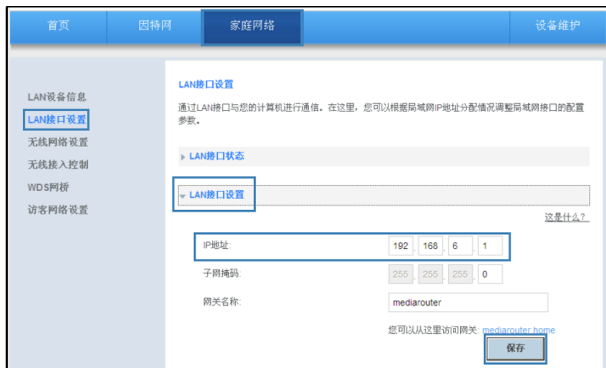 首页 因特网 家庭网络 设备维护
LAN设备信息
LAN接口设置
无线网络设置
无线接入控制
WDS网桥
访客网络设置
LAN接口设置
通过LAN接口与您的计算机进行通信。在这里，您可以根据局域网IP地址分配情况调整局域网接口的配置
参数。
LAN接口状态
LAN接口设置
这是什么?
IP地址: 192 . 168 . 6 . 1
子网掩码: 255 . 255 . 255 . 0
网关名称: mediarouter
您可以从这里访问网关: mediarouter.home
保存